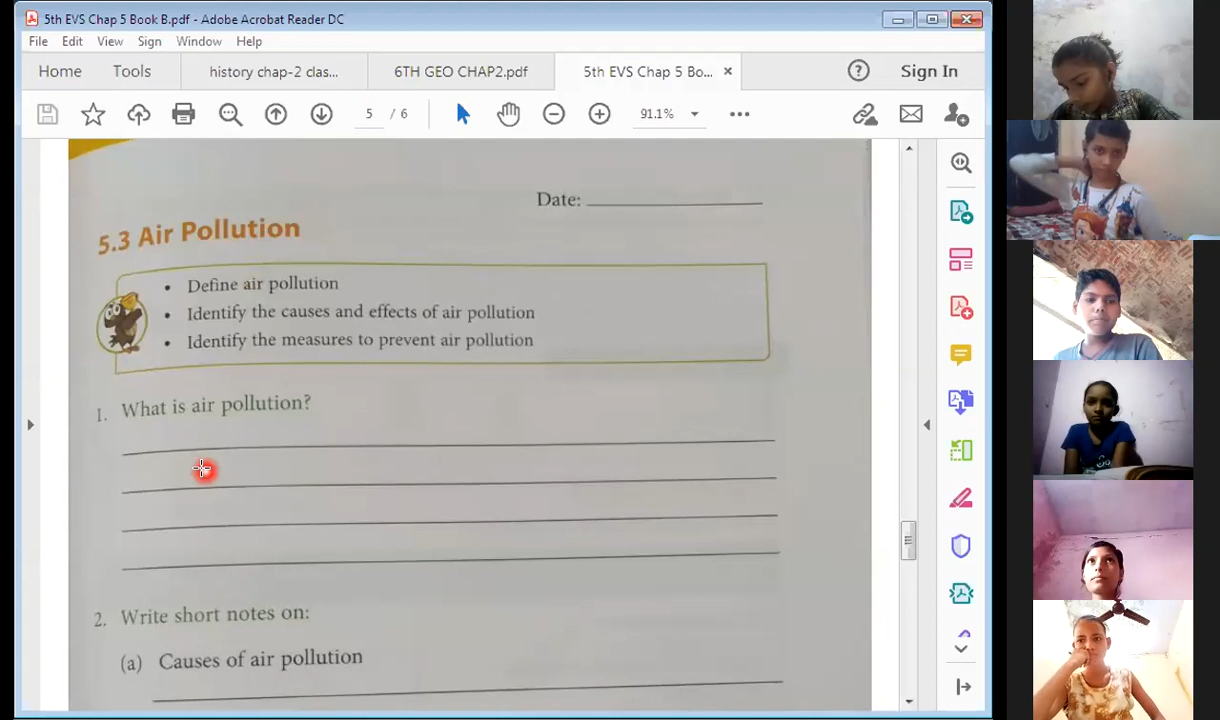 5th EVS Chap 5 Book B.pdf - Adobe Acrobat Reader DC
File Edit View Sign Window Help
Home Tools history chap-2 clas... 6TH GEO CHAP2.pdf 5th EVS Chap 5 Bo... × Sign In
5 / 6 91.1%
Date:
5.3 Air Pollution
• Define air pollution
• Identify the causes and effects of air pollution
• Identify the measures to prevent air pollution
1. What is air pollution?
2. Write short notes on:
(a) Causes of air pollution